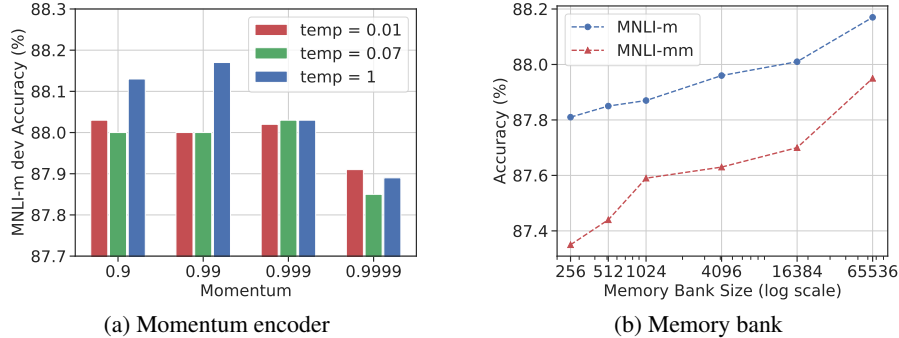 88.3
88.2
88.1
88.0
87.9
87.8
87.7
MNLI-m dev Accuracy (%)
temp = 0.01
temp = 0.07
temp = 1
0.9 0.99 0.999 0.9999
Momentum
(a) Momentum encoder
88.2
88.0
87.8
87.6
87.4
Accuracy (%)
MNLI-m
MNLI-mm
256 512 1024 4096 16384 65536
Memory Bank Size (log scale)
(b) Memory bank